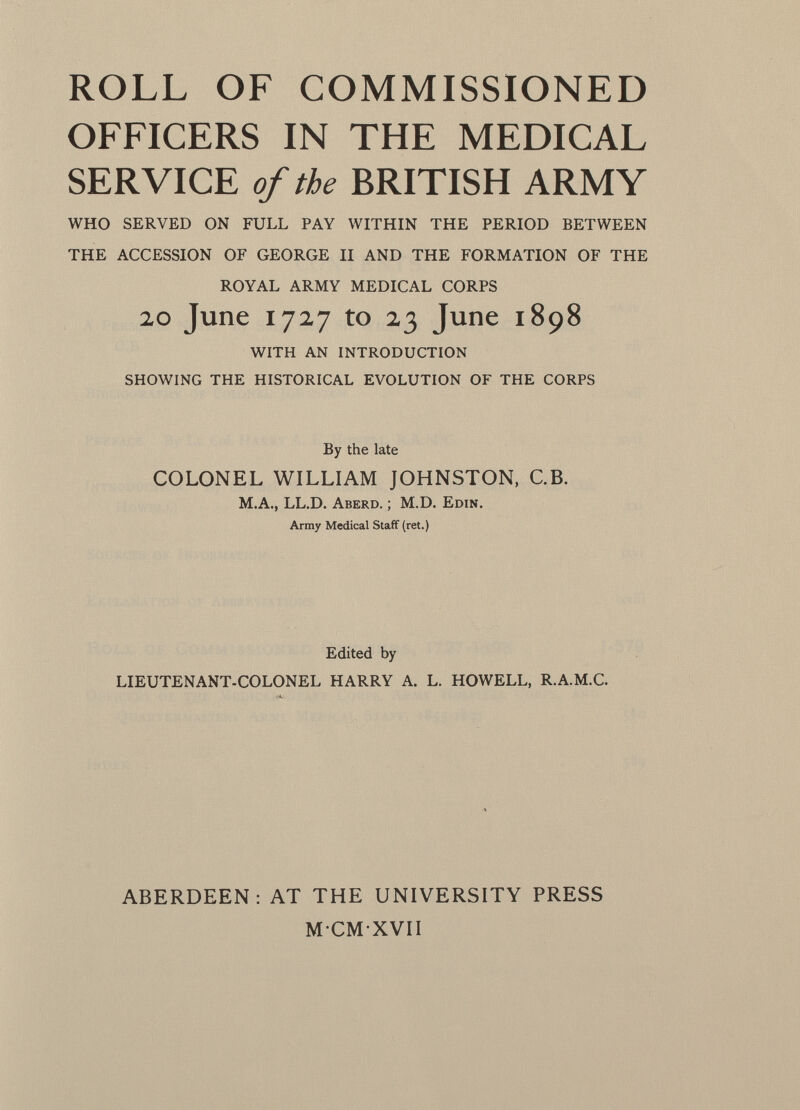 ROLL OF COMMISSIONED
OFFICERS IN THE MEDICAL
SERVICE of the BRITISH ARMY
WHO SERVED ON FULL PAY WITHIN THE PERIOD BETWEEN
THE ACCESSION OF GEORGE II AND THE FORMATION OF THE
ROYAL ARMY MEDICAL CORPS
20 June 1727 to 23 June 1898
WITH AN INTRODUCTION
SHOWING THE HISTORICAL EVOLUTION OF THE CORPS
By the late
COLONEL WILLIAM JOHNSTON, C.B.
M.A., LL.D. ABERD.; M.D. EDIN.
Army Medical Staff (ret.)
Edited by
LIEUTENANT-COLONEL HARRY A. L. HOWELL, R.A.M.C.
ABERDEEN: AT THE UNIVERSITY PRESS
M·CM·XVII